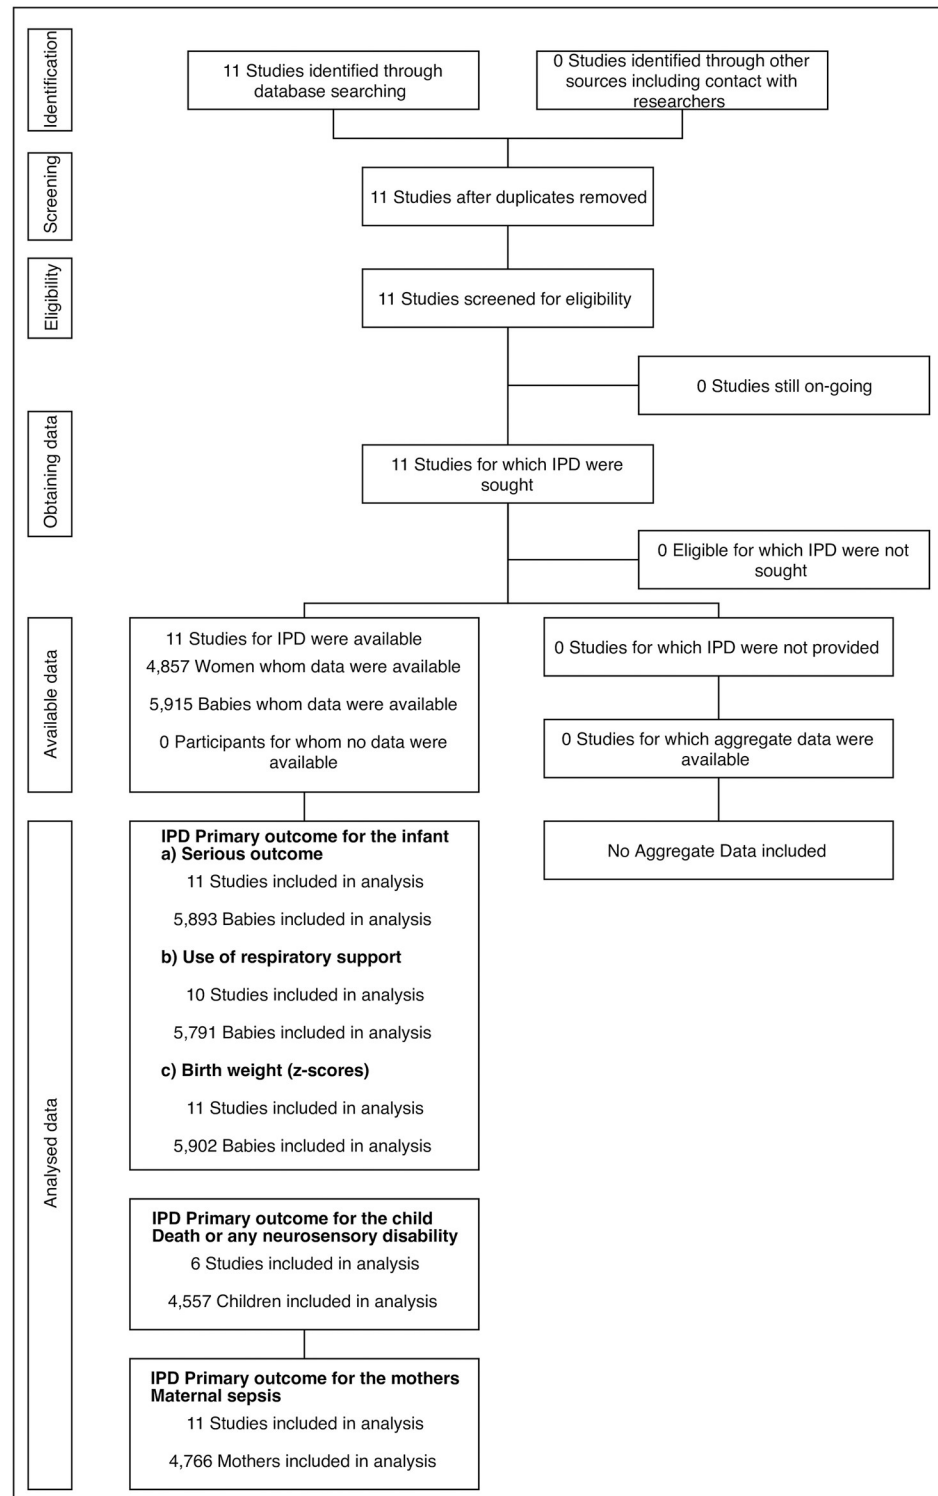 Identification
11 Studies identified through
database searching
0 Studies identified through other
sources including contact with
researchers
Screening
11 Studies after duplicates removed
Eligibility
11 Studies screened for eligibility
0 Studies still on-going
Obtaining data
11 Studies for which IPD were
sought
0 Eligible for which IPD were not
sought
Available data
11 Studies for IPD were available
4,857 Women whom data were available
5,915 Babies whom data were available
0 Participants for whom no data were
available
0 Studies for which IPD were not provided
0 Studies for which aggregate data were
available
Analysed data
IPD Primary outcome for the infant
a) Serious outcome
11 Studies included in analysis
5,893 Babies included in analysis
b) Use of respiratory support
10 Studies included in analysis
5,791 Babies included in analysis
c) Birth weight (z-scores)
11 Studies included in analysis
5,902 Babies included in analysis
No Aggregate Data included
IPD Primary outcome for the child
Death or any neurosensory disability
6 Studies included in analysis
4,557 Children included in analysis
IPD Primary outcome for the mothers
Maternal sepsis
11 Studies included in analysis
4,766 Mothers included in analysis